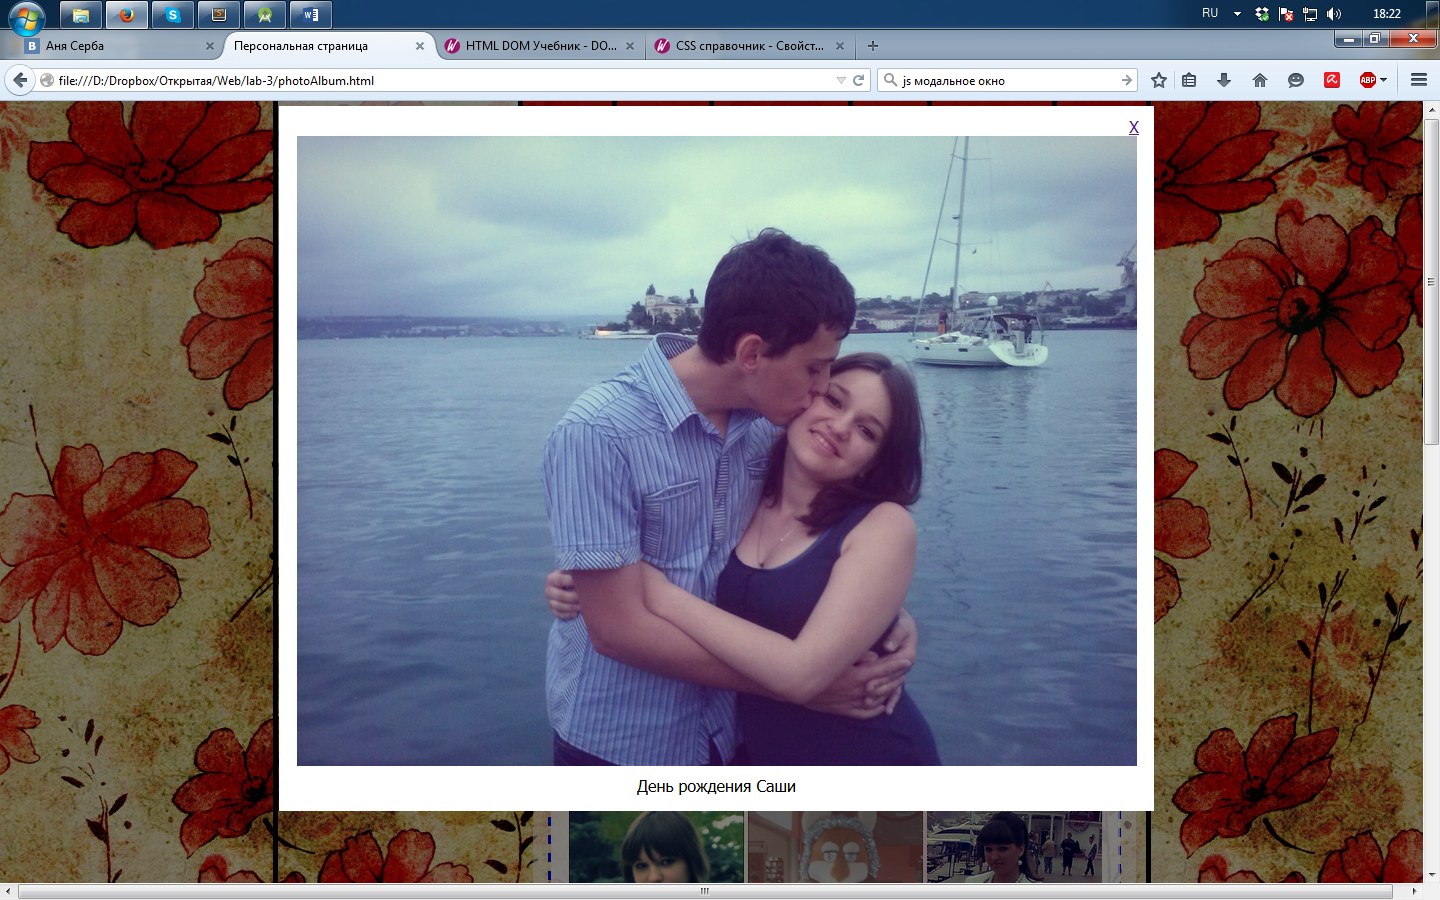 RU
18:22
Аня Серба
Персональная страница
HTML DOM Учебник - DO...
CSS справочник - Свойст...
file:///D:/Dropbox/Открытая/Web/lab-3/photoAlbum.html
js модальное окно
ABP
X
День рождения Саши